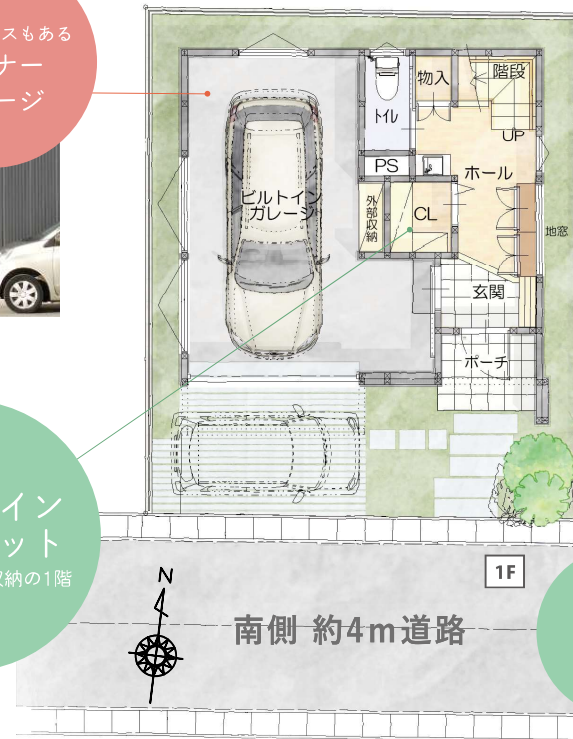 スもある
ナー
ージ
物入
階段
トイレ
UP
PS
ホール
ビルトイン
ガレージ
外部収納
CL
地窓
玄関
ポーチ
イン
ット
収納の1階
N
1F
南側 約4m道路